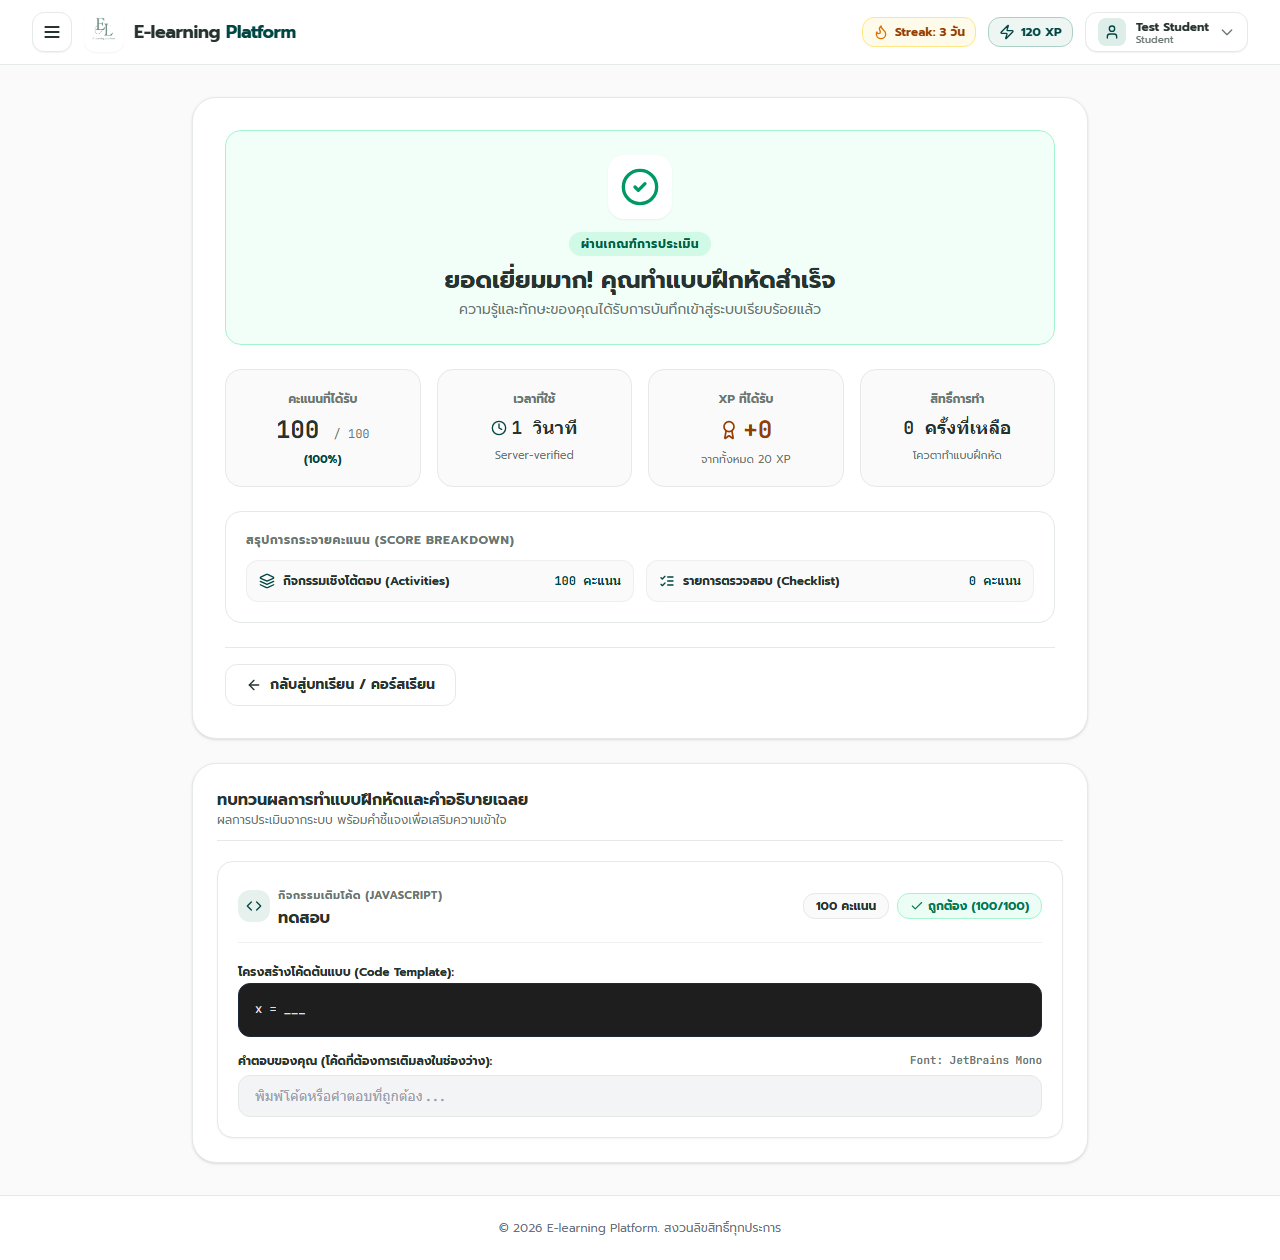 EL
E-learning Platform
Streak: 3 วัน
120 XP
Test Student
Student
ผ่านเกณฑ์การประเมิน
ยอดเยี่ยมมาก! คุณทำแบบฝึกหัดสำเร็จ
ความรู้และทักษะของคุณได้รับการบันทึกเข้าสู่ระบบเรียบร้อยแล้ว
คะแนนที่ได้รับ
100 / 100
(100%)
เวลาที่ใช้
1 วินาที
Server-verified
XP ที่ได้รับ
+0
จากทั้งหมด 20 XP
สิทธิ์การทำ
0 ครั้งที่เหลือ
โควตาทำแบบฝึกหัด
สรุปการกระจายคะแนน (SCORE BREAKDOWN)
กิจกรรมเชิงโต้ตอบ (Activities) 100 คะแนน
รายการตรวจสอบ (Checklist) 0 คะแนน
กลับสู่บทเรียน / คอร์สเรียน
ทบทวนผลการทำแบบฝึกหัดและคำอธิบายเฉลย
ผลการประเมินจากระบบ พร้อมคำชี้แจงเพื่อเสริมความเข้าใจ
กิจกรรมเติมโค้ด (JAVASCRIPT)
ทดสอบ
100 คะแนน
ถูกต้อง (100/100)
โครงสร้างโค้ดต้นแบบ (Code Template):
x = ___
คำตอบของคุณ (โค้ดที่ต้องการเติมลงในช่องว่าง):
Font: JetBrains Mono
พิมพ์โค้ดหรือคำตอบที่ถูกต้อง...
© 2026 E-learning Platform. สงวนลิขสิทธิ์ทุกประการ